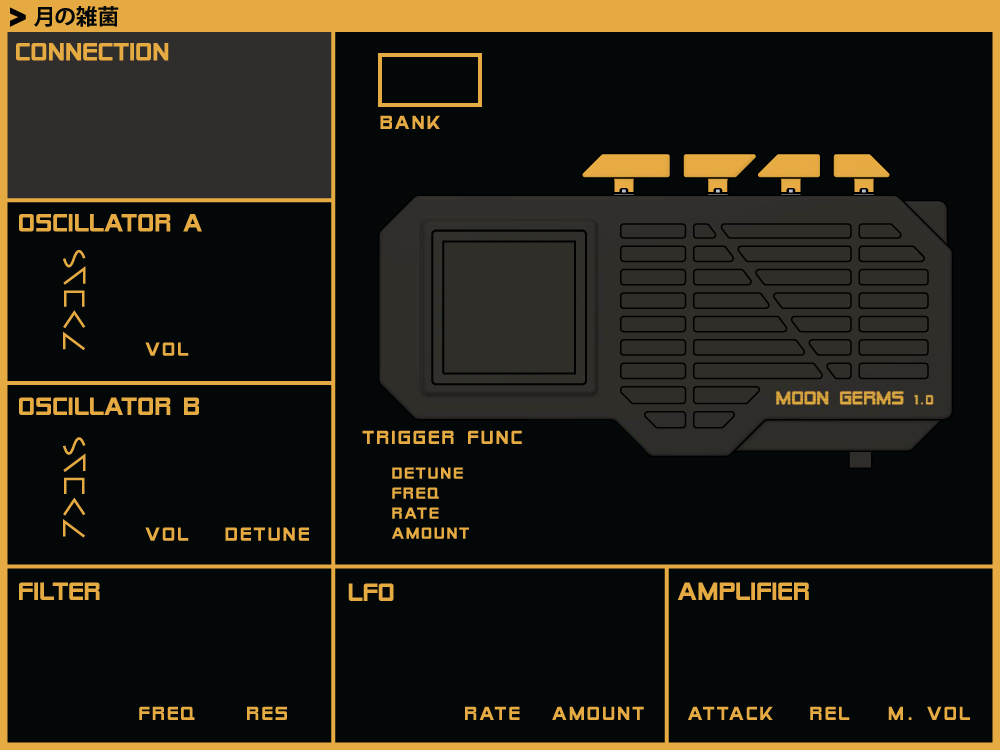 > 月の雑菌
CONNECTION
BANK
OSCILLATOR A
VOL
OSCILLATOR B
VOL DETUNE
MOON GERMS 1.0
TRIGGER FUNC
DETUNE
FREQ
RATE
AMOUNT
FILTER
FREQ RES
LFO
RATE AMOUNT
AMPLIFIER
ATTACK REL M. VOL